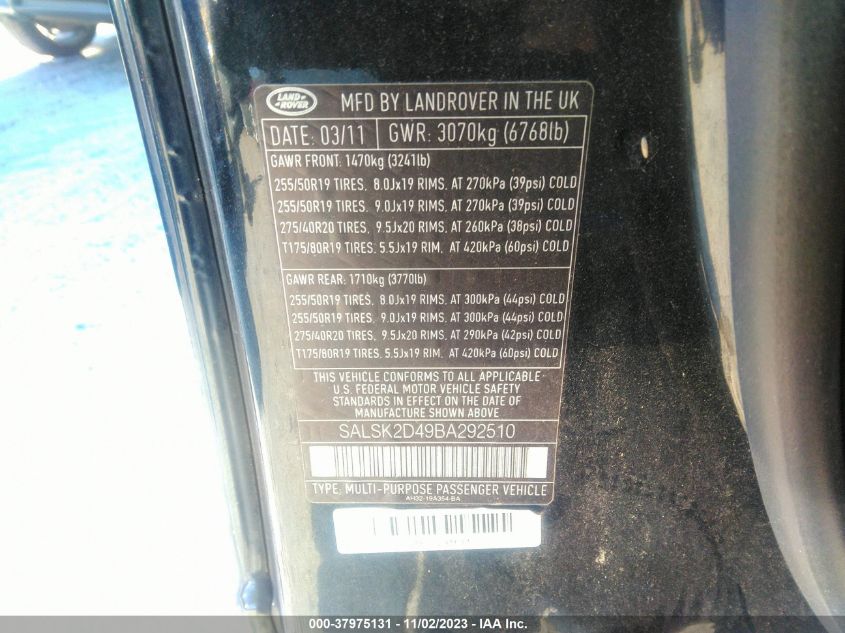 LAND-
ROVER
MFD BY LANDROVER IN THE UK
DATE: 03/11 GWR: 3070kg (6768lb)
GAWR FRONT: 1470kg (3241lb)
255/50R19 TIRES, 8.0Jx19 RIMS. AT 270kPa (39psi) COLD
255/50R19 TIRES, 9.0Jx19 RIMS. AT 270kPa (39psi) COLD
275/40R20 TIRES, 9.5Jx20 RIMS. AT 260kPa (38psi) COLD
T175/80R19 TIRES: 5.5Jx19 RIM. AT 420kPa (60psi) COLD
GAWR REAR: 1710kg (3770lb)
255/50R19 TIRES, 8.0Jx19 RIMS. AT 300kPa (44psi) COLD
255/50R19 TIRES, 9.0Jx19 RIMS. AT 300kPa (44psi) COLD
275/40R20 TIRES, 9.5Jx20 RIMS. AT 290kPa (42psi) COLD
T175/80R19 TIRES, 5.5Jx19 RIM. AT 420kPa (60psi) COLD
THIS VEHICLE CONFORMS TO ALL APPLICABLE
U.S. FEDERAL MOTOR VEHICLE SAFETY
STANDARDS IN EFFECT ON THE DATE OF
MANUFACTURE SHOWN ABOVE
SALSK2D49BA292510
TYPE: MULTI-PURPOSE PASSENGER VEHICLE
AH32-19A354-BA
000-37975131 - 11/02/2023 - IAA Inc.